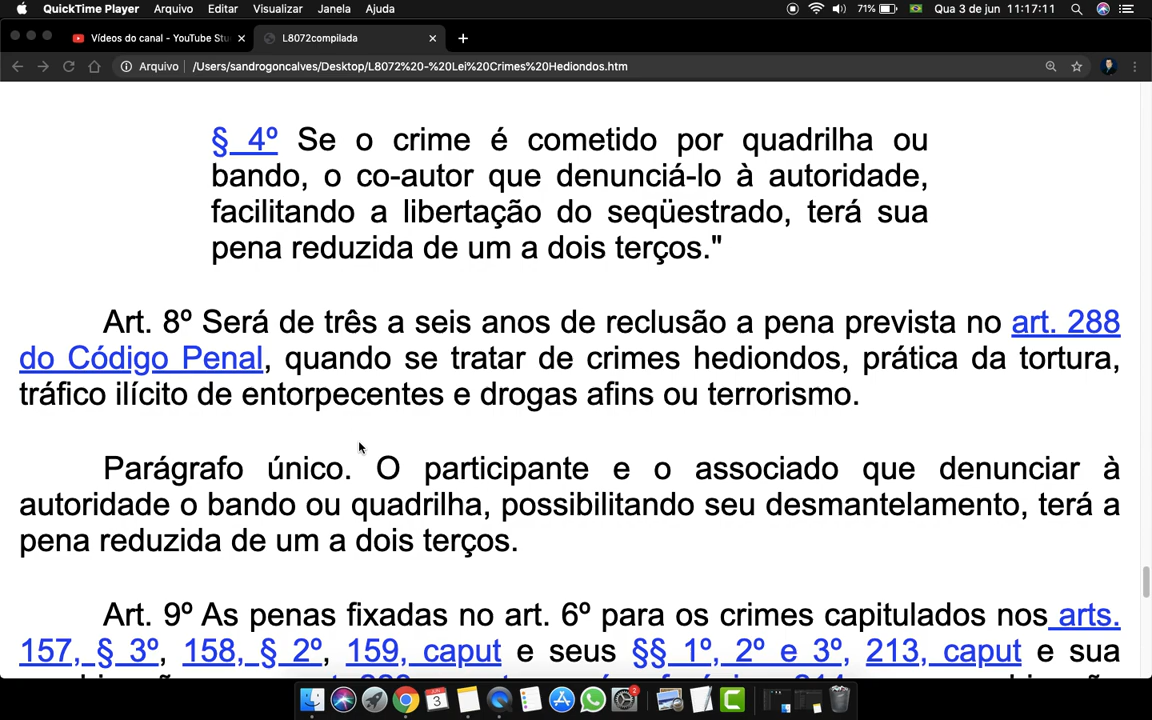 QuickTime Player Arquivo Editar Visualizar Janela Ajuda 71% Qua 3 de jun 11:17:11
Vídeos do canal - YouTube Stu L8072compilada
Arquivo /Users/sandrogoncalves/Desktop/L8072%20-%20Lei%20Crimes%20Hediondos.htm
§ 4º Se o crime é cometido por quadrilha ou
bando, o co-autor que denunciá-lo à autoridade,
facilitando a libertação do seqüestrado, terá sua
pena reduzida de um a dois terços."
Art. 8º Será de três a seis anos de reclusão a pena prevista no art. 288
do Código Penal, quando se tratar de crimes hediondos, prática da tortura,
tráfico ilícito de entorpecentes e drogas afins ou terrorismo.
Parágrafo único. O participante e o associado que denunciar à
autoridade o bando ou quadrilha, possibilitando seu desmantelamento, terá a
pena reduzida de um a dois terços.
Art. 9º As penas fixadas no art. 6º para os crimes capitulados nos arts.
157, § 3º, 158, § 2º, 159, caput e seus §§ 1º, 2º e 3º, 213, caput e sua